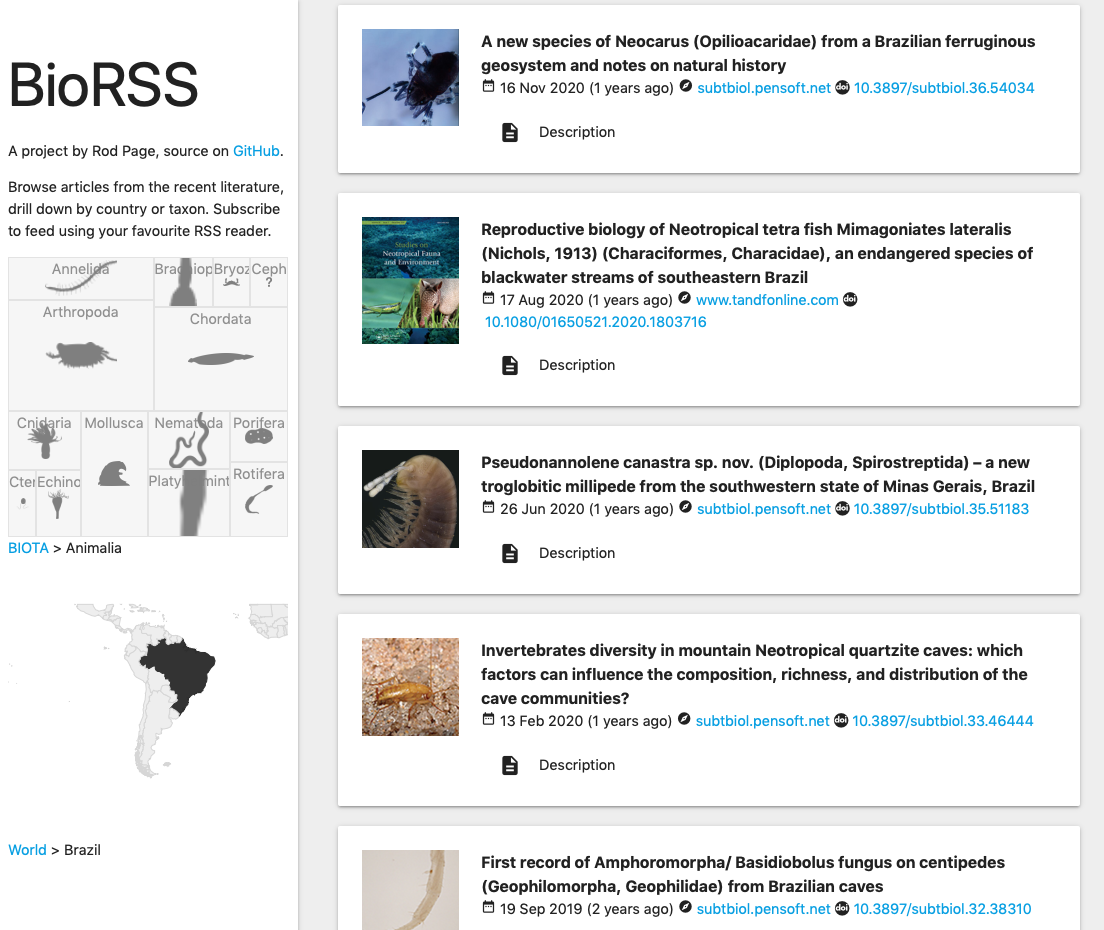 BioRSS
A project by Rod Page, source on GitHub.
Browse articles from the recent literature,
drill down by country or taxon. Subscribe
to feed using your favourite RSS reader.
Annelida
Brachiop
Bryoz
Ceph
?
Arthropoda
Chordata
Cnidaria
Mollusca
Nematoda
Porifera
Cter
Echino
Platyhelmint
Rotifera
BIOTA > Animalia
World > Brazil
A new species of Neocarus (Opilioacaridae) from a Brazilian ferruginous
geosystem and notes on natural history
16 Nov 2020 (1 years ago) subtbiol.pensoft.net doi 10.3897/subtbiol.36.54034
Description
Studies on
Neotropical Fauna
and Environment
Reproductive biology of Neotropical tetra fish Mimagoniates lateralis
(Nichols, 1913) (Characiformes, Characidae), an endangered species of
blackwater streams of southeastern Brazil
17 Aug 2020 (1 years ago) www.tandfonline.com doi
10.1080/01650521.2020.1803716
Description
Pseudonannolene canastra sp. nov. (Diplopoda, Spirostreptida) – a new
troglobitic millipede from the southwestern state of Minas Gerais, Brazil
26 Jun 2020 (1 years ago) subtbiol.pensoft.net doi 10.3897/subtbiol.35.51183
Description
Invertebrates diversity in mountain Neotropical quartzite caves: which
factors can influence the composition, richness, and distribution of the
cave communities?
13 Feb 2020 (1 years ago) subtbiol.pensoft.net doi 10.3897/subtbiol.33.46444
Description
First record of Amphoromorpha/ Basidiobolus fungus on centipedes
(Geophilomorpha, Geophilidae) from Brazilian caves
19 Sep 2019 (2 years ago) subtbiol.pensoft.net doi 10.3897/subtbiol.32.38310